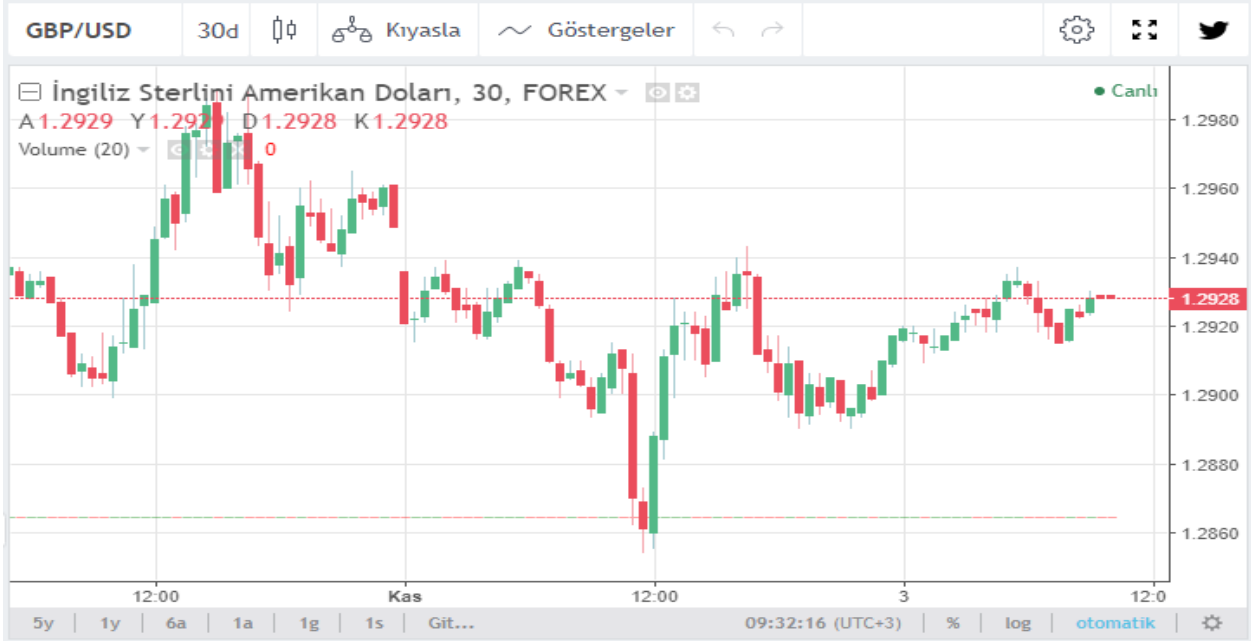 GBP/USD 30d Kıyasla Göstergeler
İngiliz Sterlini Amerikan Doları, 30, FOREX
Canlı
A1.2929 Y1.2929 D1.2928 K1.2928
Volume (20) 0
1.2980
1.2960
1.2940
1.2928
1.2920
1.2900
1.2880
1.2860
12:00 Kas 12:00 3 12:0
5y 1y 6a 1a 1g 1s Git... 09:32:16 (UTC+3) % log otomatik